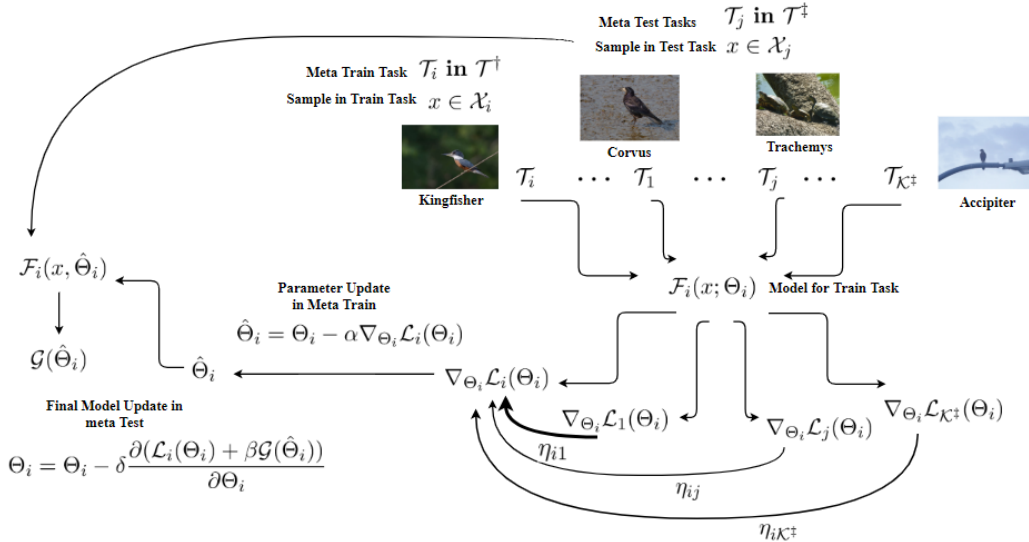 Meta Test Tasks 𝒯_j in 𝒯^‡
Sample in Test Task x ∈ 𝒳_j
Meta Train Task 𝒯_i in 𝒯^†
Sample in Train Task x ∈ 𝒳_i
Corvus
Trachemys
Kingfisher
𝒯_i ··· 𝒯_1 ··· 𝒯_j ··· 𝒯_{𝒦^‡}
Accipiter
ℱ_i(x, Θ̂_i)
ℱ_i(x; Θ_i) Model for Train Task
Parameter Update
in Meta Train
Θ̂_i = Θ_i − α∇_{Θ_i}ℒ_i(Θ_i)
𝒢(Θ̂_i)
Θ̂_i
∇_{Θ_i}ℒ_i(Θ_i)
∇_{Θ_i}ℒ_1(Θ_i)
∇_{Θ_i}ℒ_j(Θ_i)
∇_{Θ_i}ℒ_{𝒦^‡}(Θ_i)
Final Model Update in
meta Test
Θ_i = Θ_i − δ ∂(ℒ_i(Θ_i) + β𝒢(Θ̂_i)) / ∂Θ_i
η_{i1}
η_{ij}
η_{i𝒦^‡}